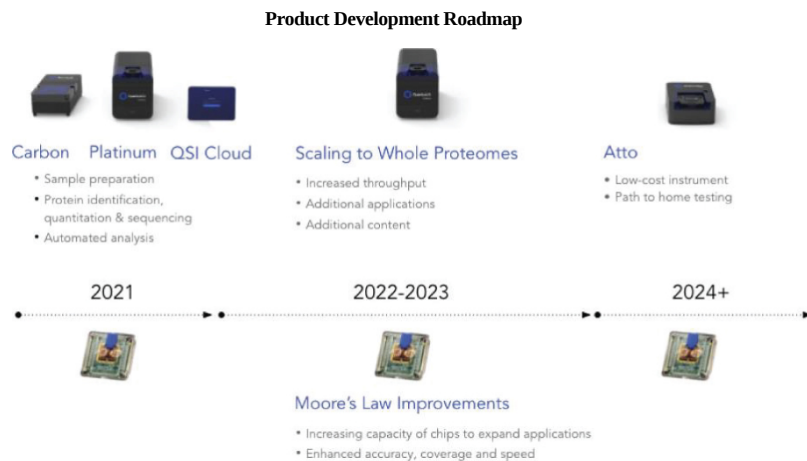 Product Development Roadmap
Carbon Platinum QSI Cloud
• Sample preparation
• Protein identification,
quantitation & sequencing
• Automated analysis
Scaling to Whole Proteomes
• Increased throughput
• Additional applications
• Additional content
Atto
• Low-cost instrument
• Path to home testing
2021
2022-2023
2024+
Moore's Law Improvements
• Increasing capacity of chips to expand applications
• Enhanced accuracy, coverage and speed